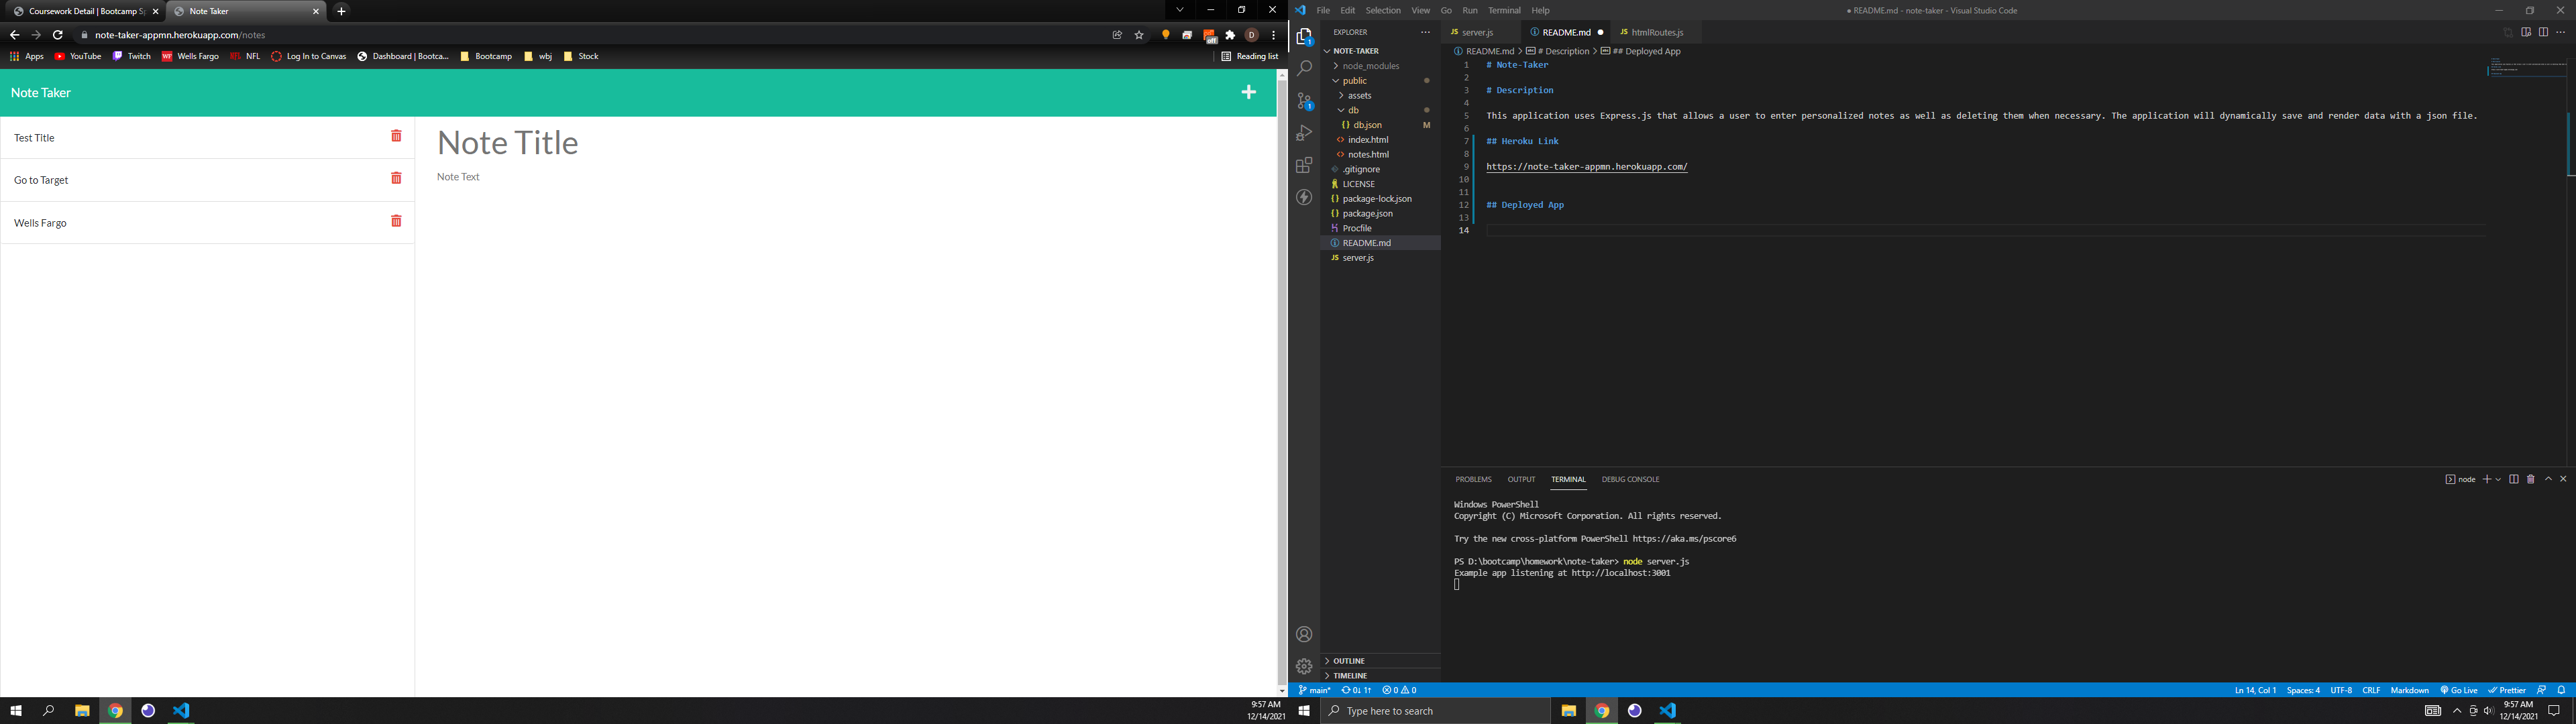 Coursework Detail | Bootcamp Sp
Note Taker
note-taker-appmn.herokuapp.com/notes
off
D
Apps
YouTube
Twitch
WF Wells Fargo
NFL
Log In to Canvas
Dashboard | Bootca...
Bootcamp
wbj
Stock
Reading list
Note Taker
Test Title
Go to Target
Wells Fargo
Note Title
Note Text
9:57 AM
12/14/2021
File Edit Selection View Go Run Terminal Help
● README.md - note-taker - Visual Studio Code
EXPLORER
NOTE-TAKER
node_modules
public
assets
db
db.json M
index.html
notes.html
.gitignore
LICENSE
package-lock.json
package.json
Procfile
README.md
server.js
OUTLINE
TIMELINE
1
1
JS server.js
README.md
JS htmlRoutes.js
README.md > # Description > ## Deployed App
1 # Note-Taker
2
3 # Description
4
5 This application uses Express.js that allows a user to enter personalized notes as well as deleting them when necessary. The application will dynamically save and render data with a json file.
6
7 ## Heroku Link
8
9 https://note-taker-appmn.herokuapp.com/
10
11
12 ## Deployed App
13
14
PROBLEMS OUTPUT TERMINAL DEBUG CONSOLE
node
Windows PowerShell
Copyright (C) Microsoft Corporation. All rights reserved.
Try the new cross-platform PowerShell https://aka.ms/pscore6
PS D:\bootcamp\homework\note-taker> node server.js
Example app listening at http://localhost:3001
main* 0↓ 1↑ 0 0
Ln 14, Col 1 Spaces: 4 UTF-8 CRLF Markdown Go Live Prettier
Type here to search
9:57 AM
12/14/2021